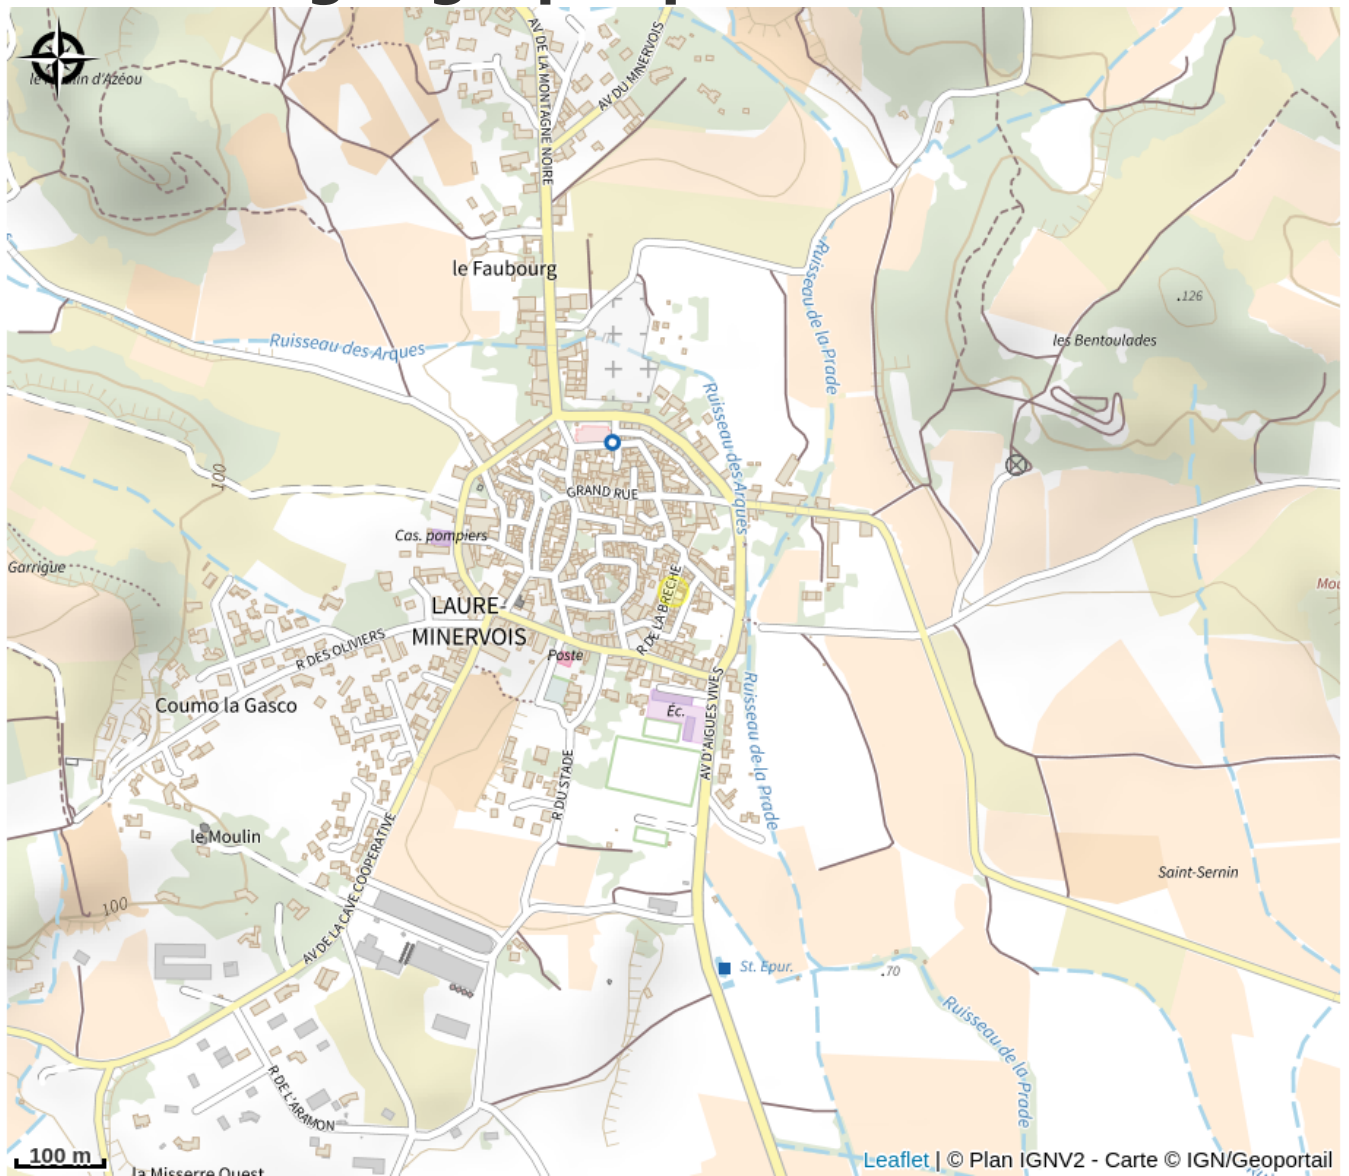 AV DE LA MONTAGNE NOIRE
AV DU MINERVOIS
le Faubourg
Ruisseau de la Prade
.126
les Bentoulades
Ruisseau des Arques
Ruisseau des Arques
100
GRAND RUE
Cas. pompiers
Garrigue
R DE LA BRECHE
LAURE-
MINERVOIS
R DES OLIVIERS
Poste
Coumo la Gasco
Éc.
AV D'AIGUES VIVES
Ruisseau de la Prade
R DU STADE
le Moulin
AV DE LA CAVE COOPERATIVE
Saint-Sernin
100
St. Epur.
.70
Ruisseau de la Prade
R DE L'ARAMON
100 m
la Misserre Ouest
Leaflet | © Plan IGNV2 - Carte © IGN/Geoportail